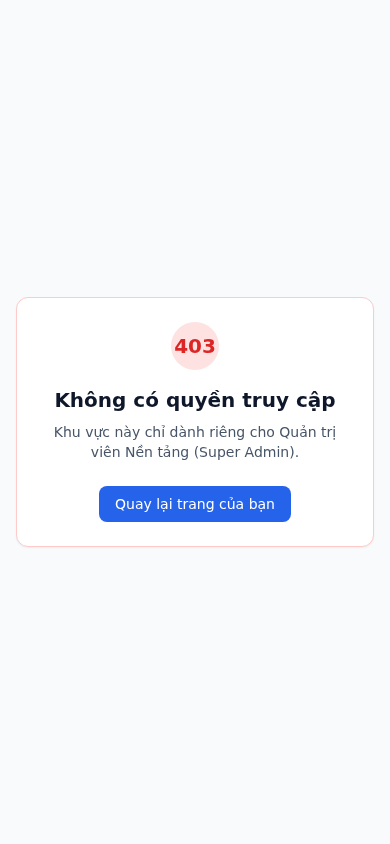 403
Không có quyền truy cập
Khu vực này chỉ dành riêng cho Quản trị
viên Nền tảng (Super Admin).
Quay lại trang của bạn